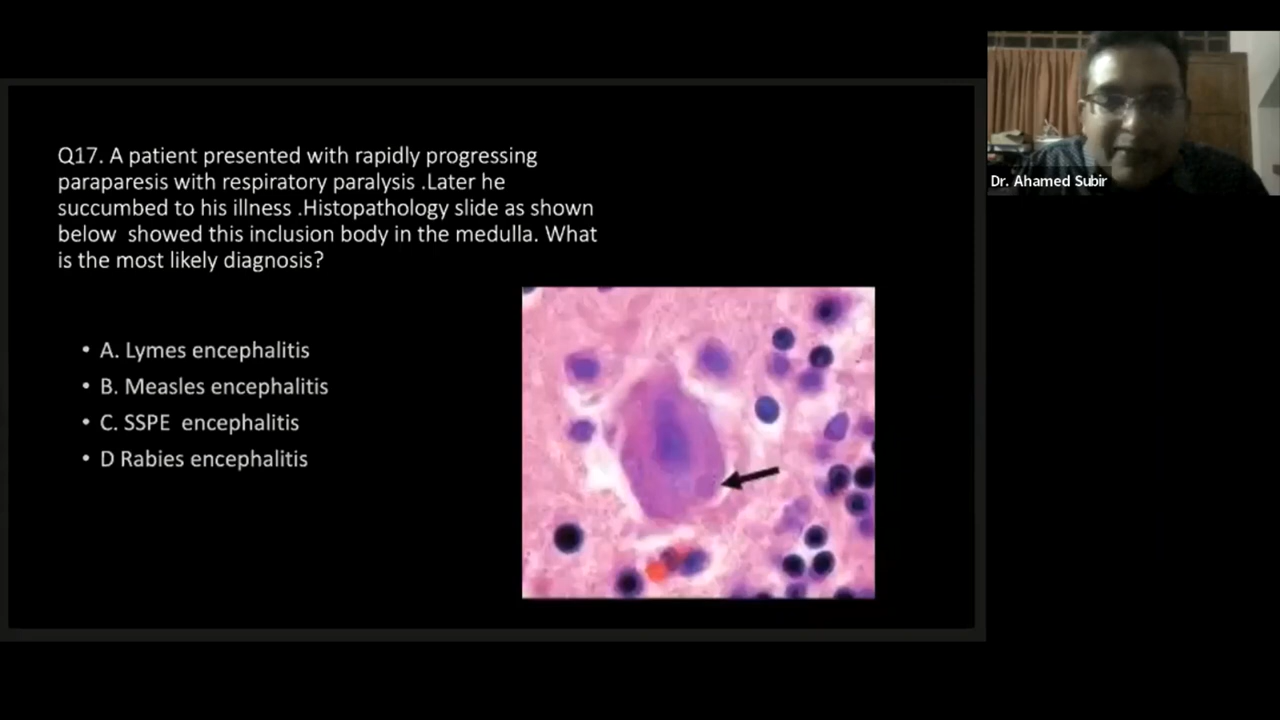 Q17. A patient presented with rapidly progressing
paraparesis with respiratory paralysis .Later he
succumbed to his illness .Histopathology slide as shown
below  showed this inclusion body in the medulla. What
is the most likely diagnosis?
• A. Lymes encephalitis
• B. Measles encephalitis
• C. SSPE  encephalitis
• D Rabies encephalitis
Dr. Ahamed Subir